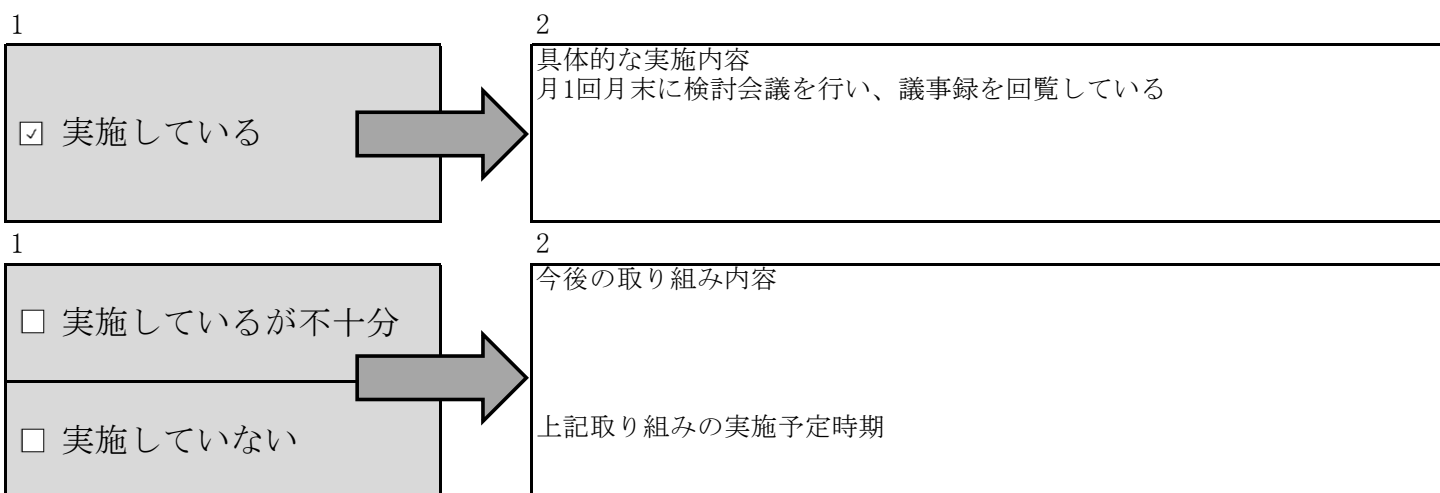 1
2
☑ 実施している
具体的な実施内容
月1回月末に検討会議を行い、議事録を回覧している
1
2
□ 実施しているが不十分
□ 実施していない
今後の取り組み内容
上記取り組みの実施予定時期